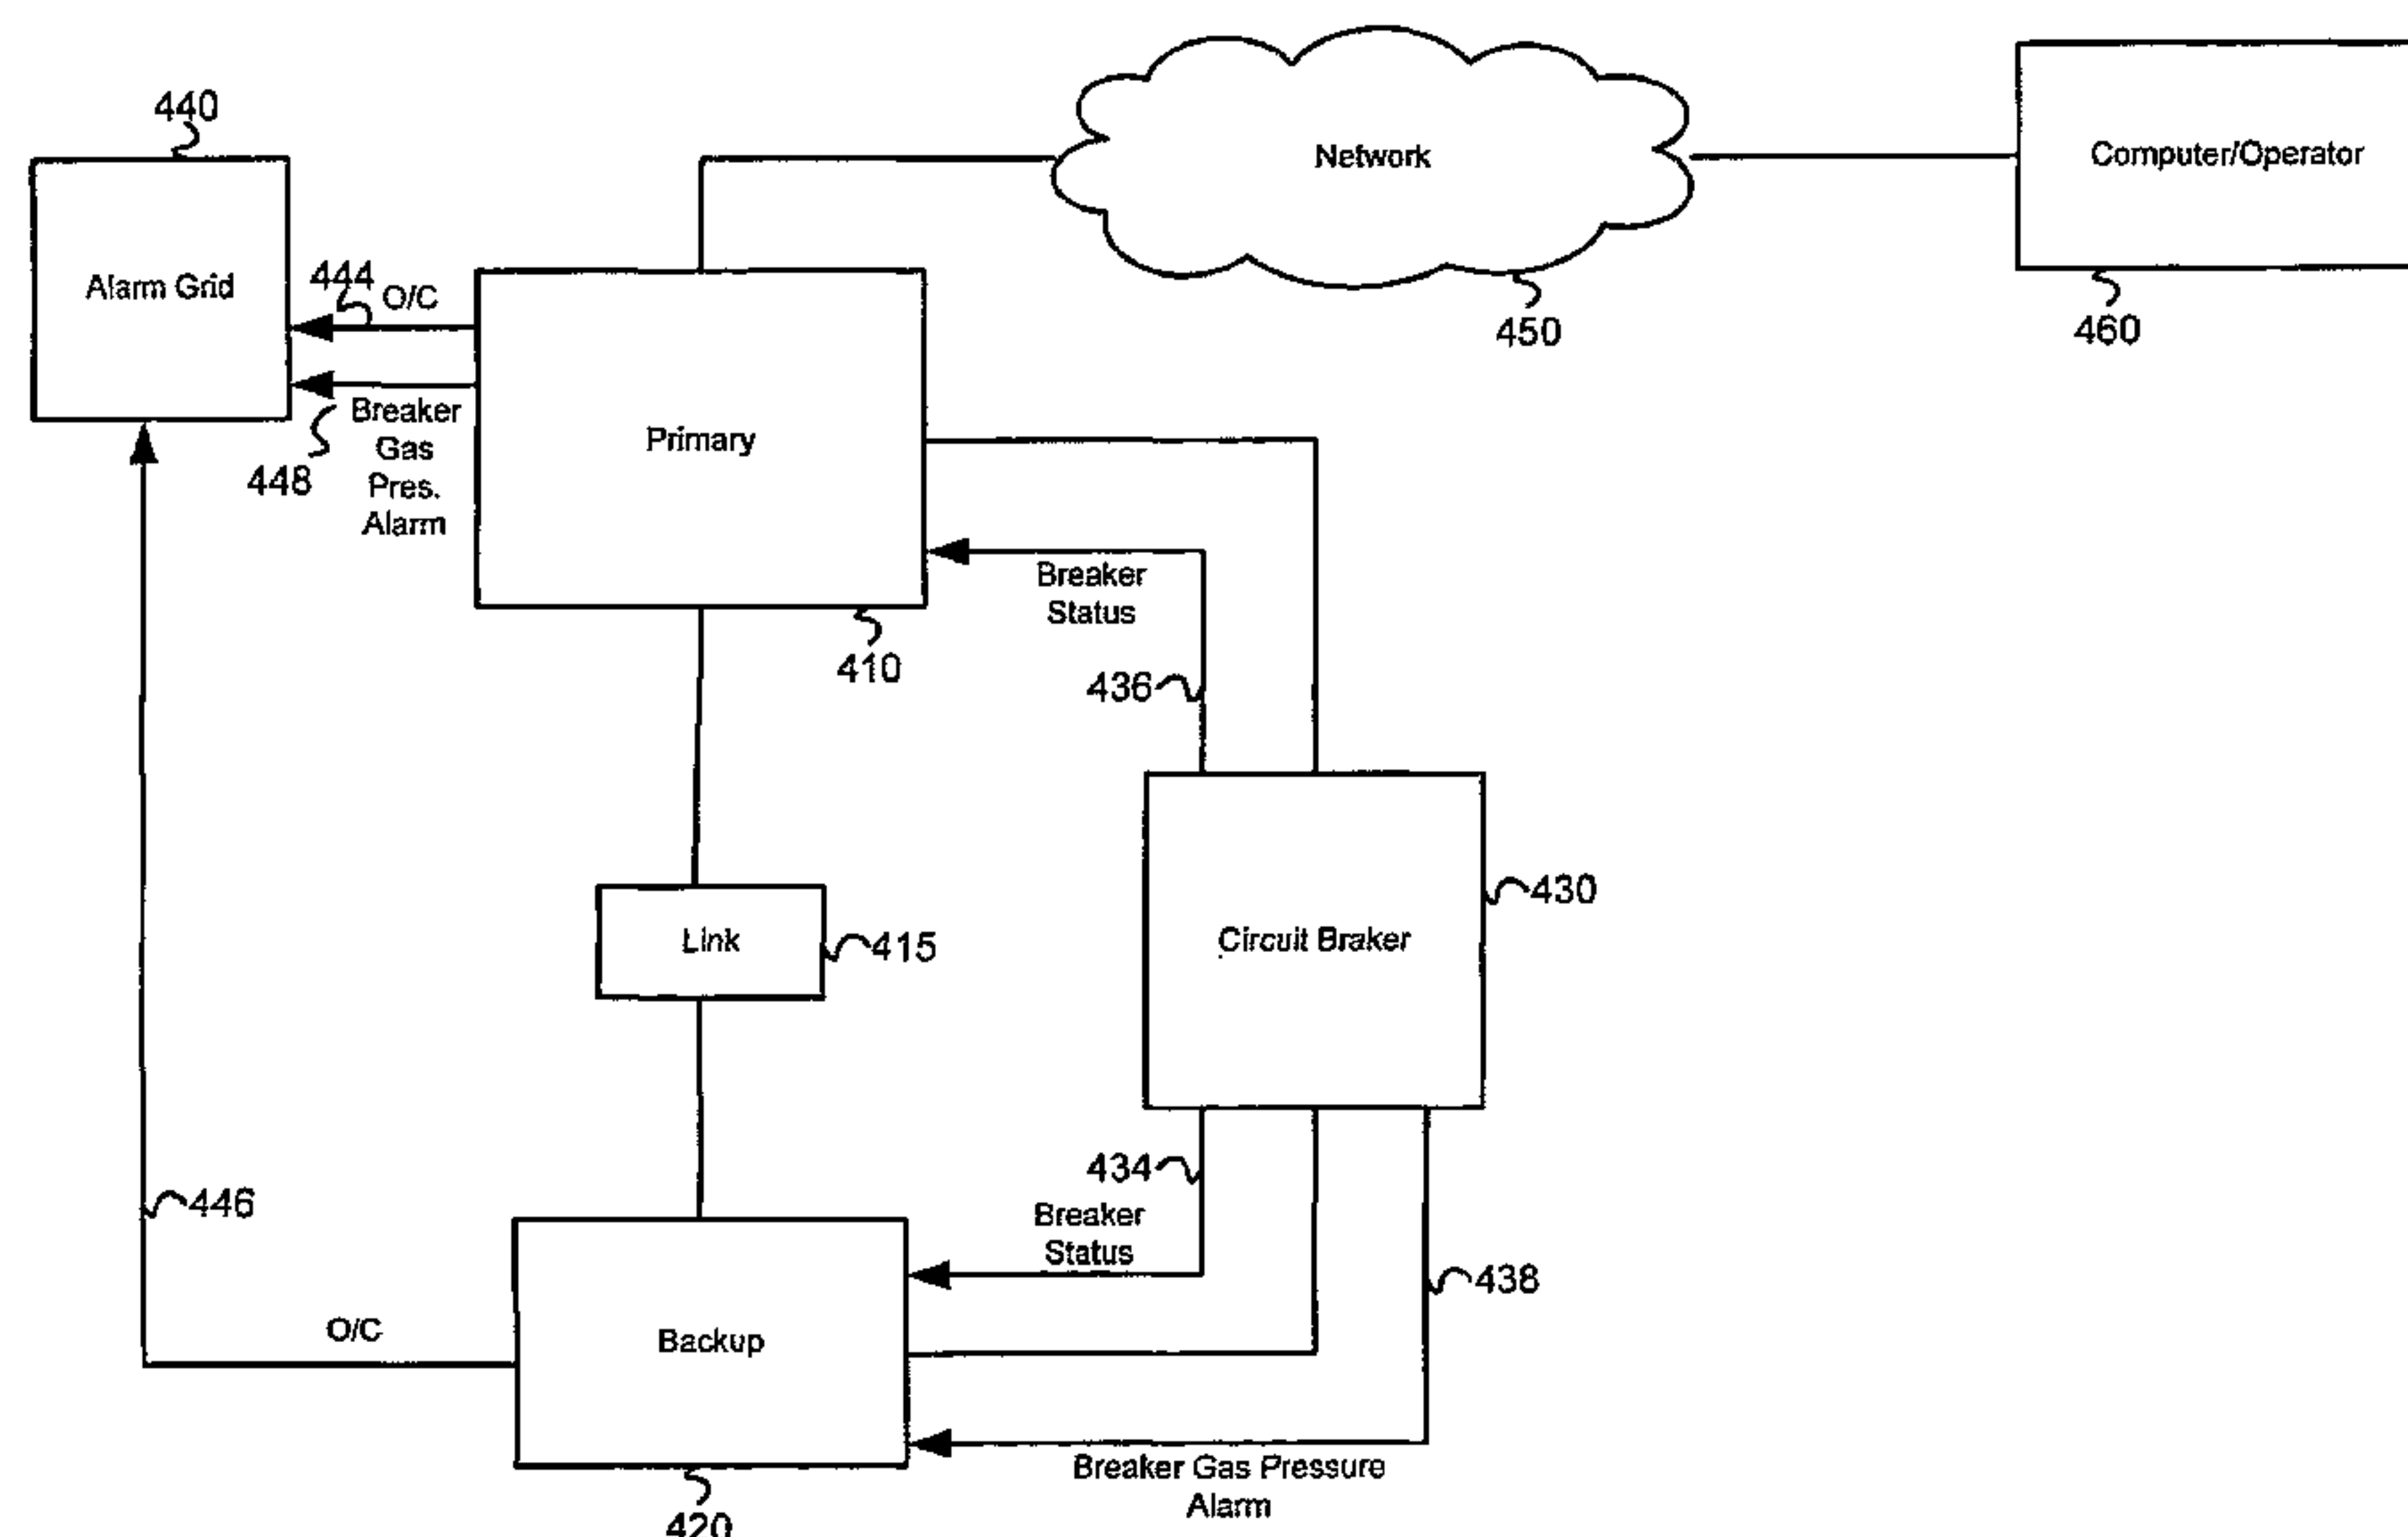 440
Alarm Grid
444
O/C
448
Breaker
Gas
Pres.
Alarm
Primary
410
Network
450
Computer/Operator
460
Breaker
Status
436
Circuit Braker
430
Link
415
434
Breaker
Status
438
446
O/C
Backup
420
Breaker Gas Pressure
Alarm